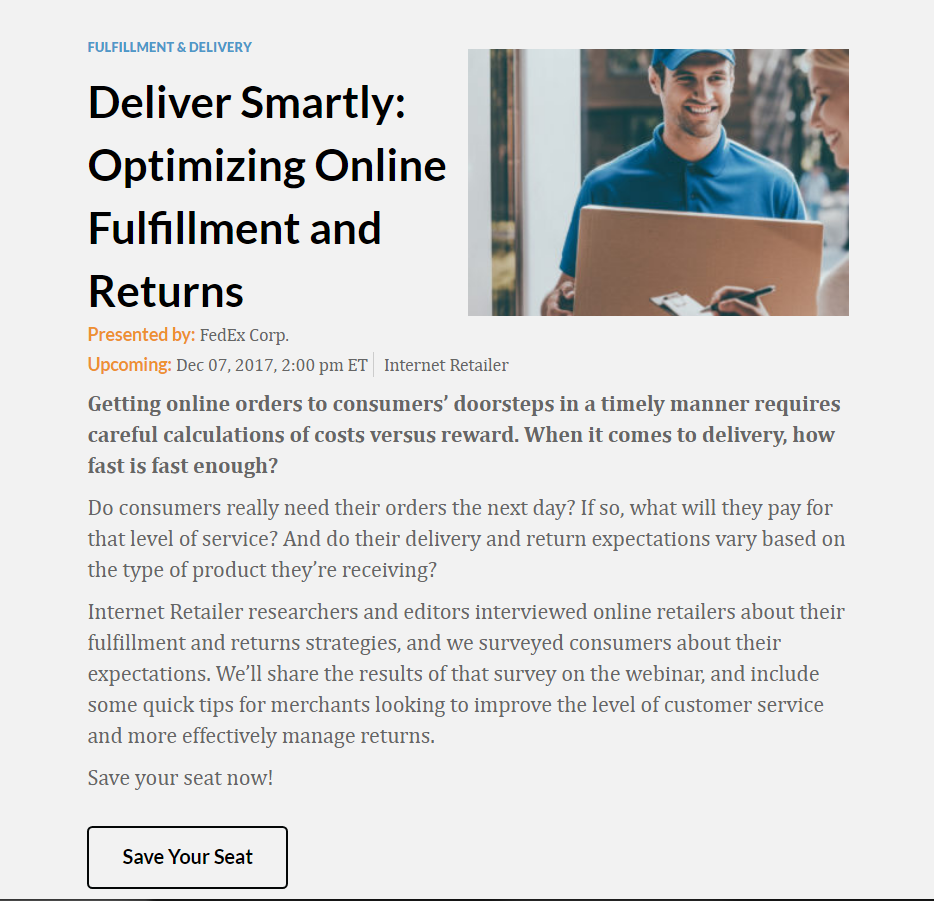 FULFILLMENT & DELIVERY
Deliver Smartly:
Optimizing Online
Fulfillment and
Returns
Presented by: FedEx Corp.
Upcoming: Dec 07, 2017, 2:00 pm ET | Internet Retailer
Getting online orders to consumers’ doorsteps in a timely manner requires
careful calculations of costs versus reward. When it comes to delivery, how
fast is fast enough?
Do consumers really need their orders the next day? If so, what will they pay for
that level of service? And do their delivery and return expectations vary based on
the type of product they’re receiving?
Internet Retailer researchers and editors interviewed online retailers about their
fulfillment and returns strategies, and we surveyed consumers about their
expectations. We’ll share the results of that survey on the webinar, and include
some quick tips for merchants looking to improve the level of customer service
and more effectively manage returns.
Save your seat now!
Save Your Seat